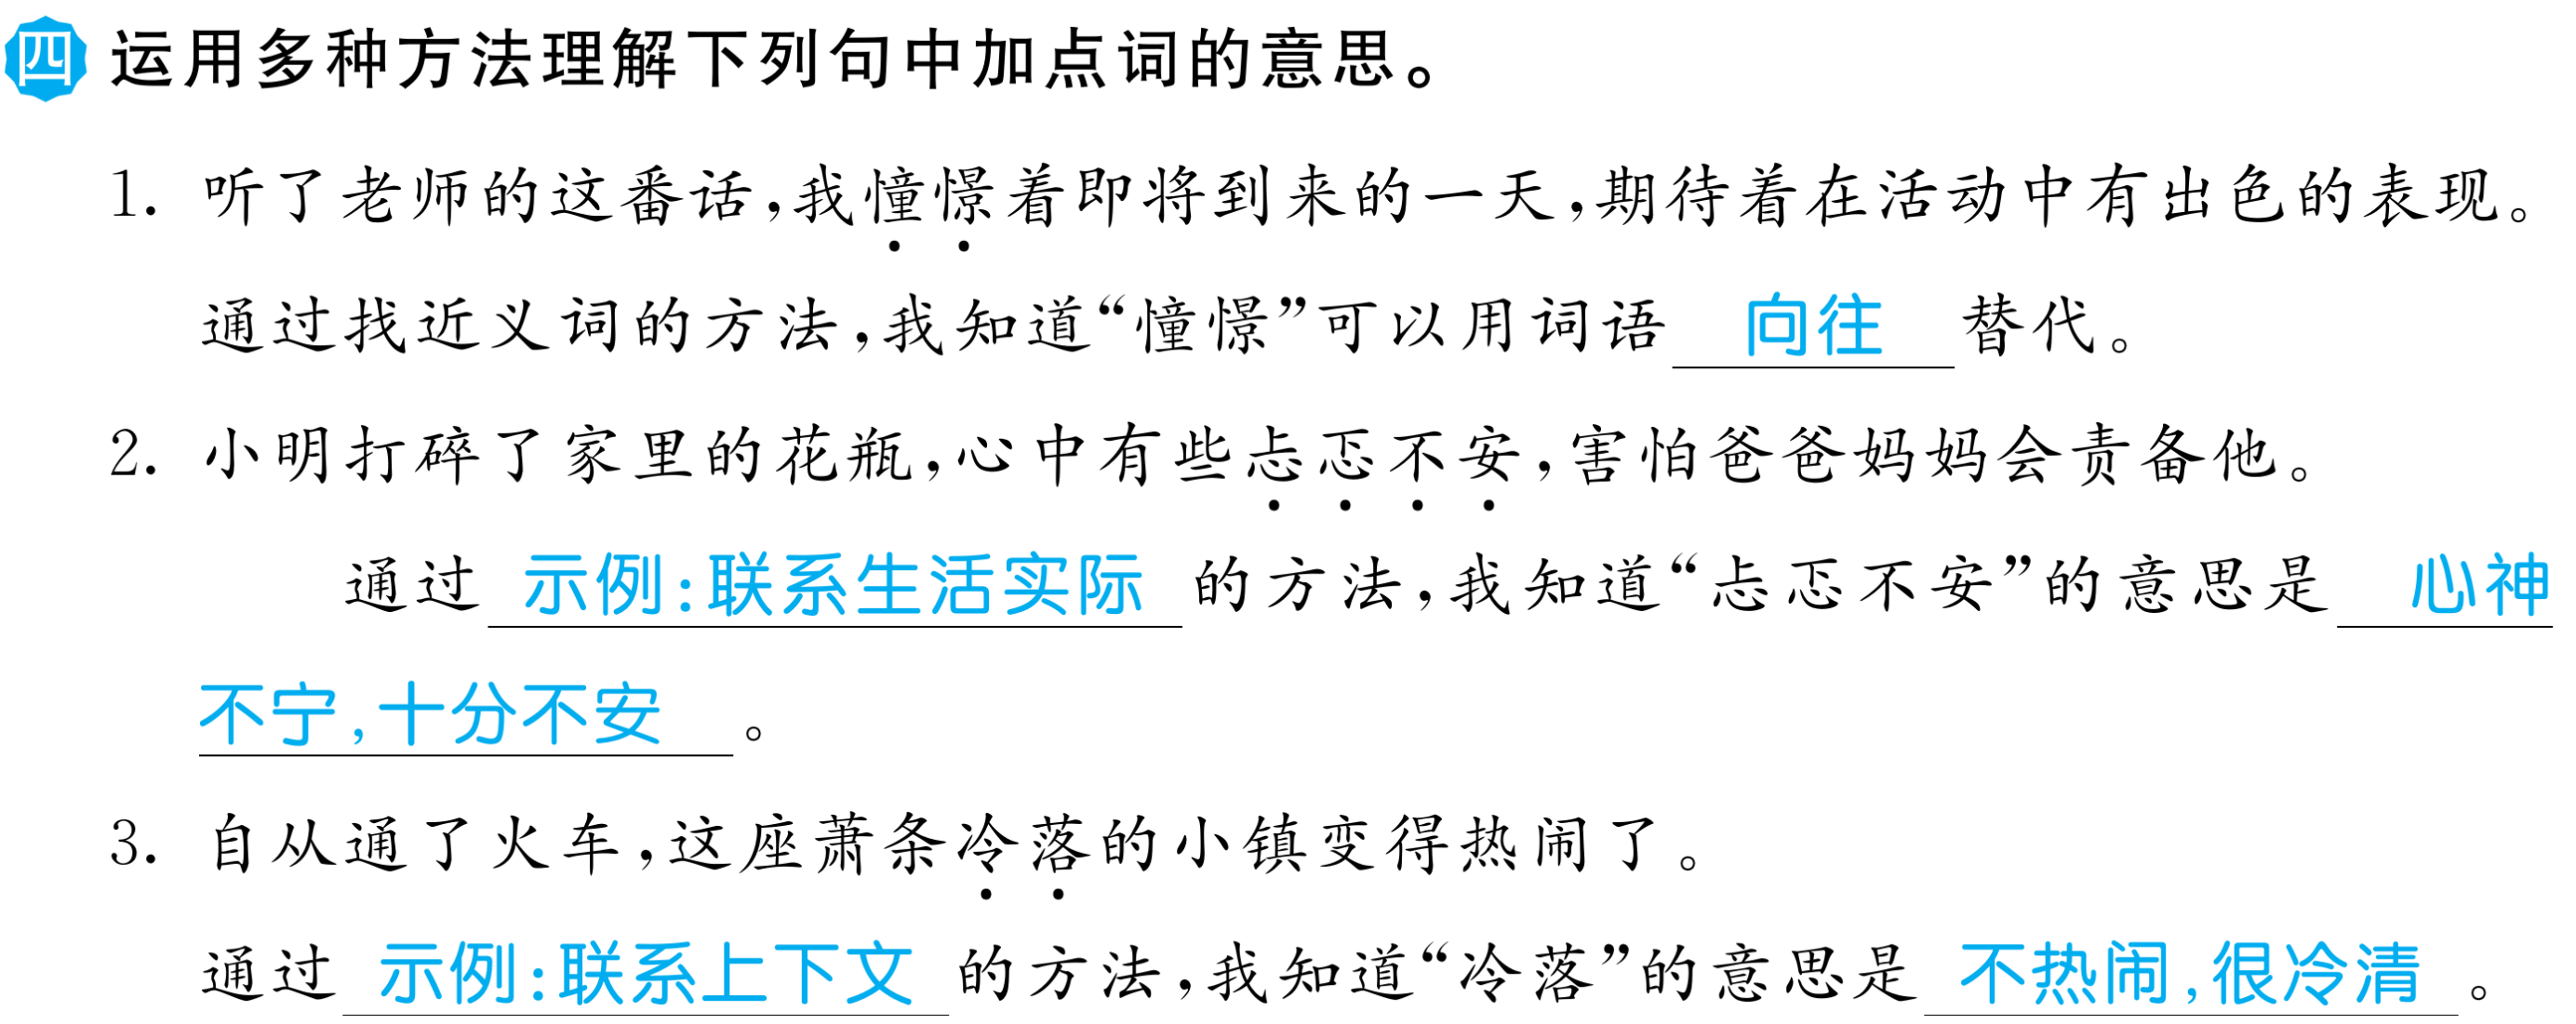 四 运用多种方法理解下列句中加点词的意思。
1. 听了老师的这番话,我憧憬着即将到来的一天,期待着在活动中有出色的表现。
通过找近义词的方法,我知道“憧憬”可以用词语 向往 替代。
2. 小明打碎了家里的花瓶,心中有些忐忑不安,害怕爸爸妈妈会责备他。
通过 示例:联系生活实际 的方法,我知道“忐忑不安”的意思是 心神
不宁,十分不安 。
3. 自从通了火车,这座萧条冷落的小镇变得热闹了。
通过 示例:联系上下文 的方法,我知道“冷落”的意思是 不热闹,很冷清 。